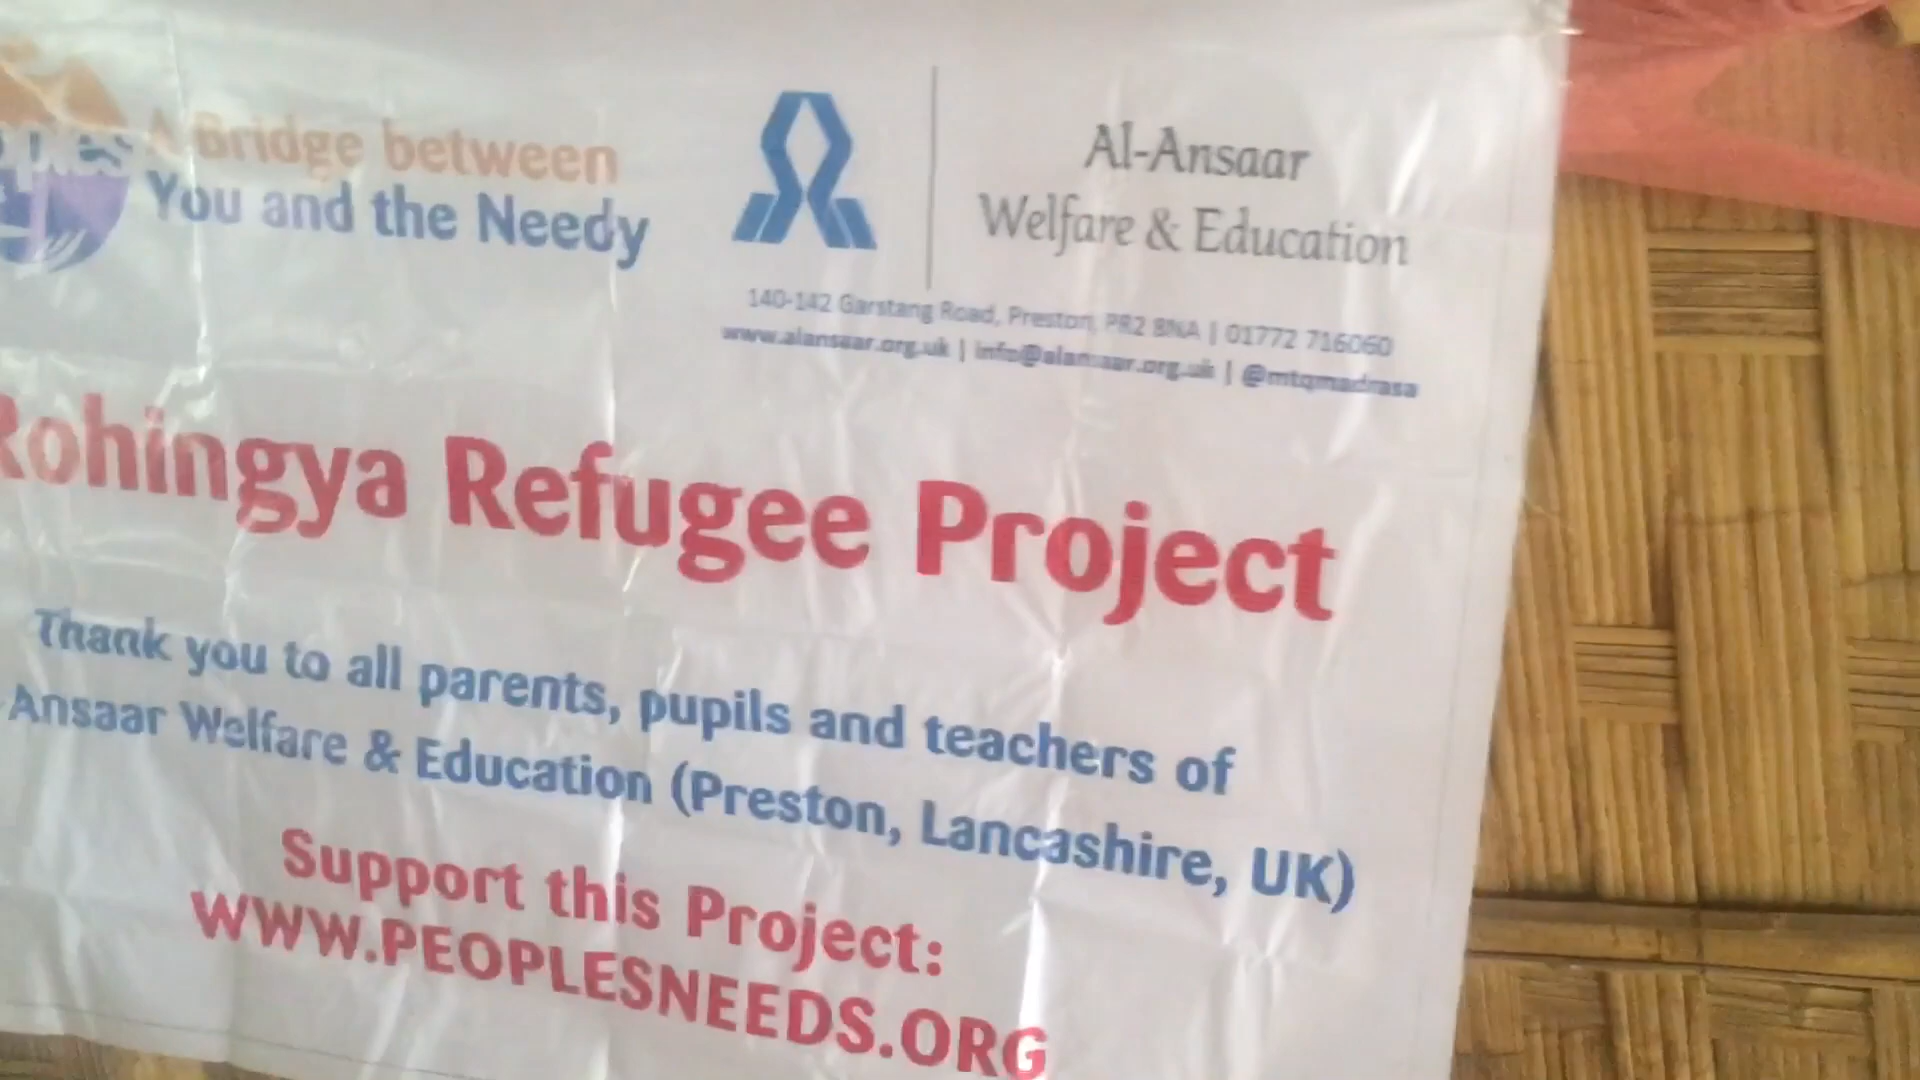 A Bridge between
You and the Needy
Al-Ansaar
Welfare & Education
140-142 Garstang Road, Preston, PR2 8NA | 01772 716060
www.alansaar.org.uk | info@alansaar.org.uk | @mtqmadrasa
Rohingya Refugee Project
Thank you to all parents, pupils and teachers of
Ansaar Welfare & Education (Preston, Lancashire, UK)
Support this Project:
WWW.PEOPLESNEEDS.ORG